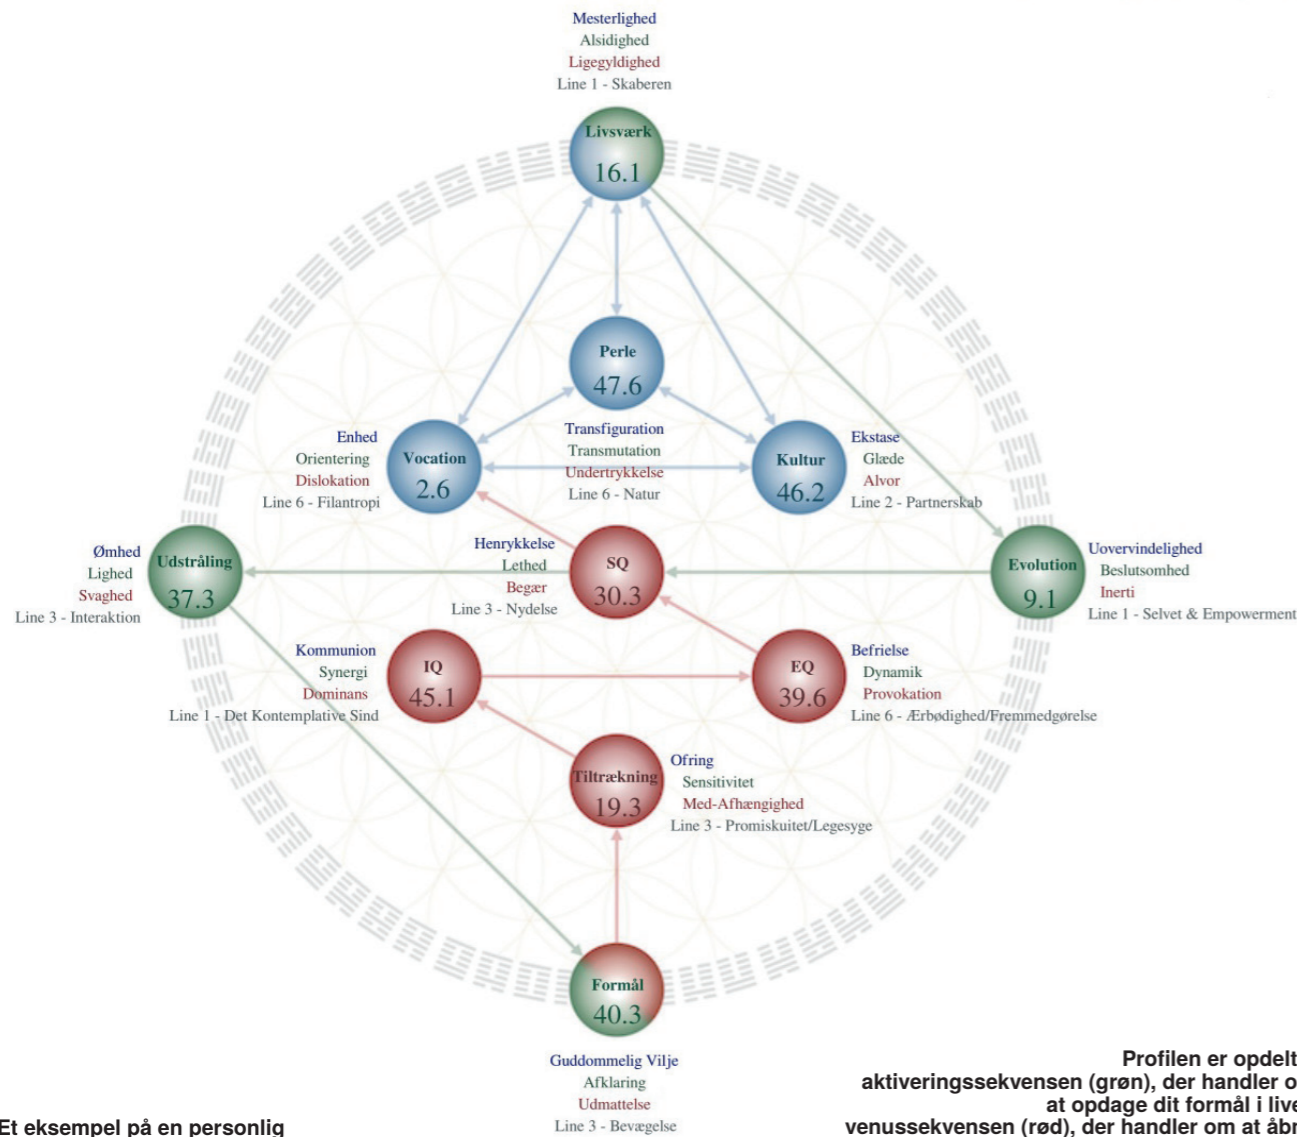 Mesterlighed
Alsidighed
Ligegyldighed
Line 1 - Skaberen
Livsværk
16.1
Perle
47.6
Transfiguration
Transmutation
Undertrykkelse
Line 6 - Natur
Enhed
Orientering
Dislokation
Line 6 - Filantropi
Vocation
2.6
Kultur
46.2
Ekstase
Glæde
Alvor
Line 2 - Partnerskab
Ømhed
Lighed
Svaghed
Line 3 - Interaktion
Udstråling
37.3
Henrykkelse
Lethed
Begær
Line 3 - Nydelse
SQ
30.3
Evolution
9.1
Uovervindelighed
Beslutsomhed
Inerti
Line 1 - Selvet & Empowerment
Kommunion
Synergi
Dominans
Line 1 - Det Kontemplative Sind
IQ
45.1
EQ
39.6
Befrielse
Dynamik
Provokation
Line 6 - Ærbødighed/Fremmedgørelse
Tiltrækning
19.3
Ofring
Sensitivitet
Med-Afhængighed
Line 3 - Promiskuitet/Legesyge
Formål
40.3
Guddommelig Vilje
Afklaring
Udmattelse
Line 3 - Bevægelse
Et eksempel på en personlig
Profilen er opdelt
aktiveringssekvensen (grøn), der handler o
at opdage dit formål i live
venussekvensen (rød), der handler om at åbn